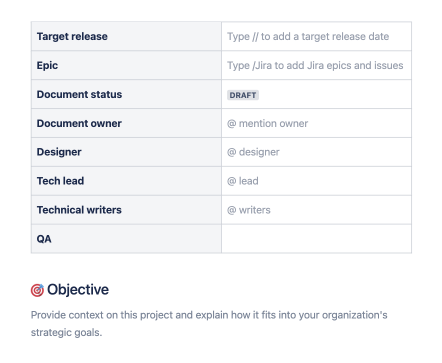 Target release Type // to add a target release date
Epic Type /Jira to add Jira epics and issues
Document status DRAFT
Document owner @ mention owner
Designer @ designer
Tech lead @ lead
Technical writers @ writers
QA
🎯 Objective
Provide context on this project and explain how it fits into your organization's
strategic goals.